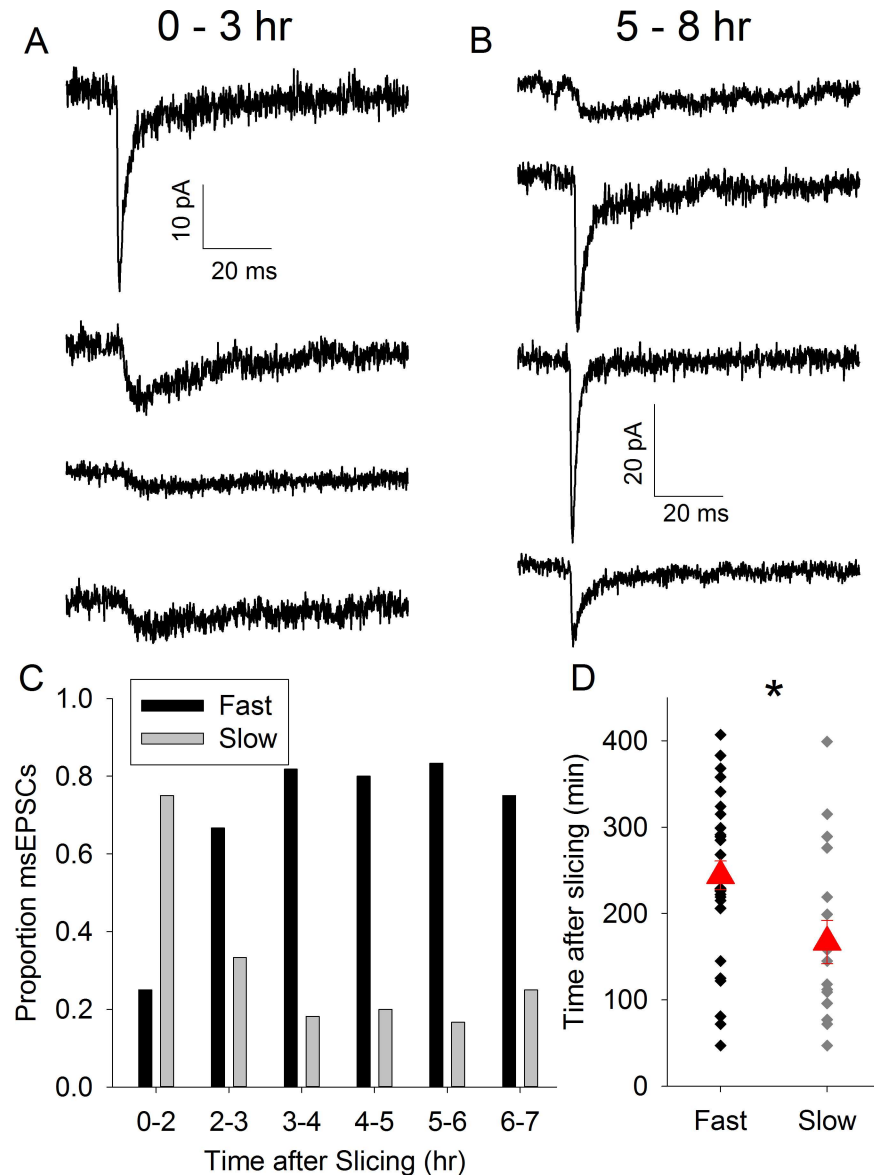 A
0 - 3 hr
B
5 - 8 hr
10 pA
20 ms
20 pA
20 ms
C
Proportion msEPSCs
1.0
0.8
0.6
0.4
0.2
0.0
Fast
Slow
0-2 2-3 3-4 4-5 5-6 6-7
Time after Slicing (hr)
D
*
Time after slicing (min)
400
300
200
100
0
Fast Slow